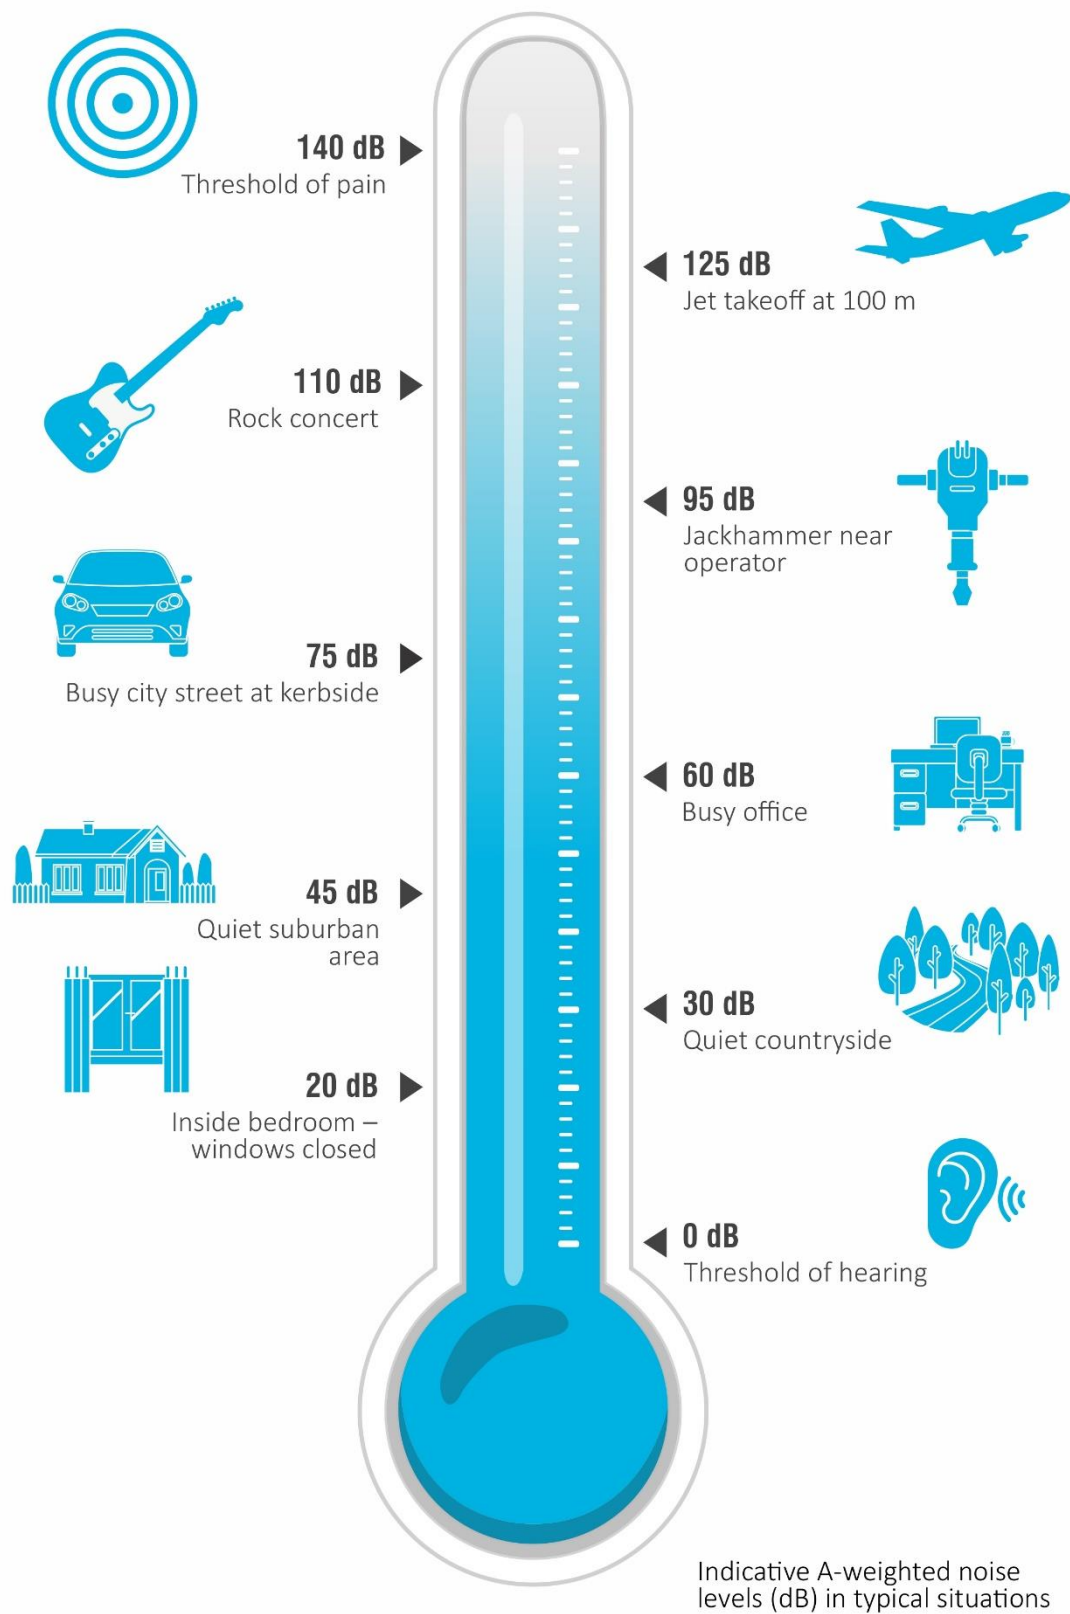 140 dB
Threshold of pain
125 dB
Jet takeoff at 100 m
110 dB
Rock concert
95 dB
Jackhammer near
operator
75 dB
Busy city street at kerbside
60 dB
Busy office
45 dB
Quiet suburban
area
30 dB
Quiet countryside
20 dB
Inside bedroom –
windows closed
0 dB
Threshold of hearing
Indicative A-weighted noise
levels (dB) in typical situations